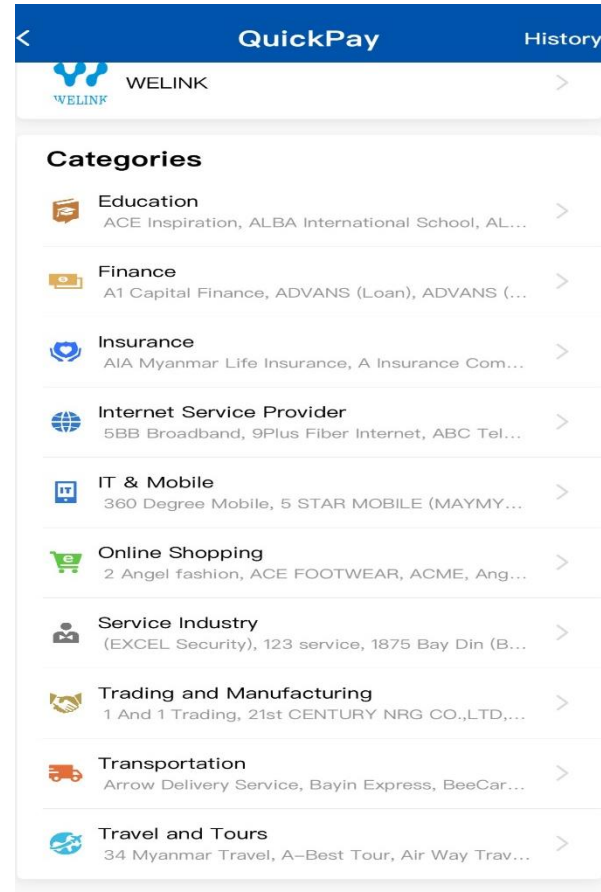 QuickPay
History
WELINK
WELINK
Categories
Education
ACE Inspiration, ALBA International School, AL...
Finance
A1 Capital Finance, ADVANS (Loan), ADVANS (...
Insurance
AIA Myanmar Life Insurance, A Insurance Com...
Internet Service Provider
5BB Broadband, 9Plus Fiber Internet, ABC Tel...
IT
IT & Mobile
360 Degree Mobile, 5 STAR MOBILE (MAYMY...
e
Online Shopping
2 Angel fashion, ACE FOOTWEAR, ACME, Ang...
Service Industry
(EXCEL Security), 123 service, 1875 Bay Din (B...
Trading and Manufacturing
1 And 1 Trading, 21st CENTURY NRG CO.,LTD,...
Transportation
Arrow Delivery Service, Bayin Express, BeeCar...
Travel and Tours
34 Myanmar Travel, A-Best Tour, Air Way Trav...